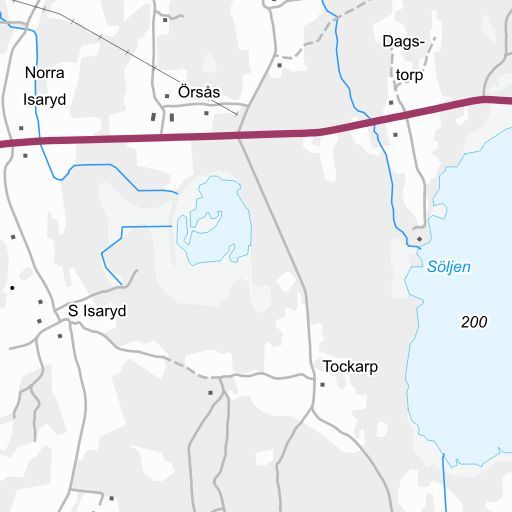 Dags-
torp
Norra
Isaryd
Örsås
Söljen
200
S Isaryd
Tockarp